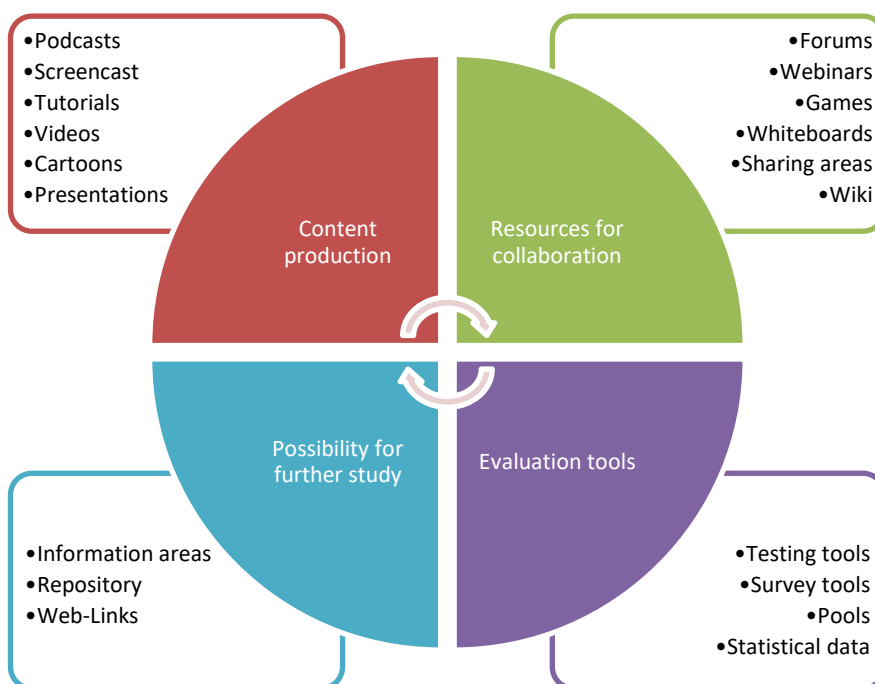 •Podcasts
•Screencast
•Tutorials
•Videos
•Cartoons
•Presentations
•Forums
•Webinars
•Games
•Whiteboards
•Sharing areas
•Wiki
Content
production
Resources for
collaboration
Possibility for
further study
Evaluation tools
•Information areas
•Repository
•Web-Links
•Testing tools
•Survey tools
•Pools
•Statistical data